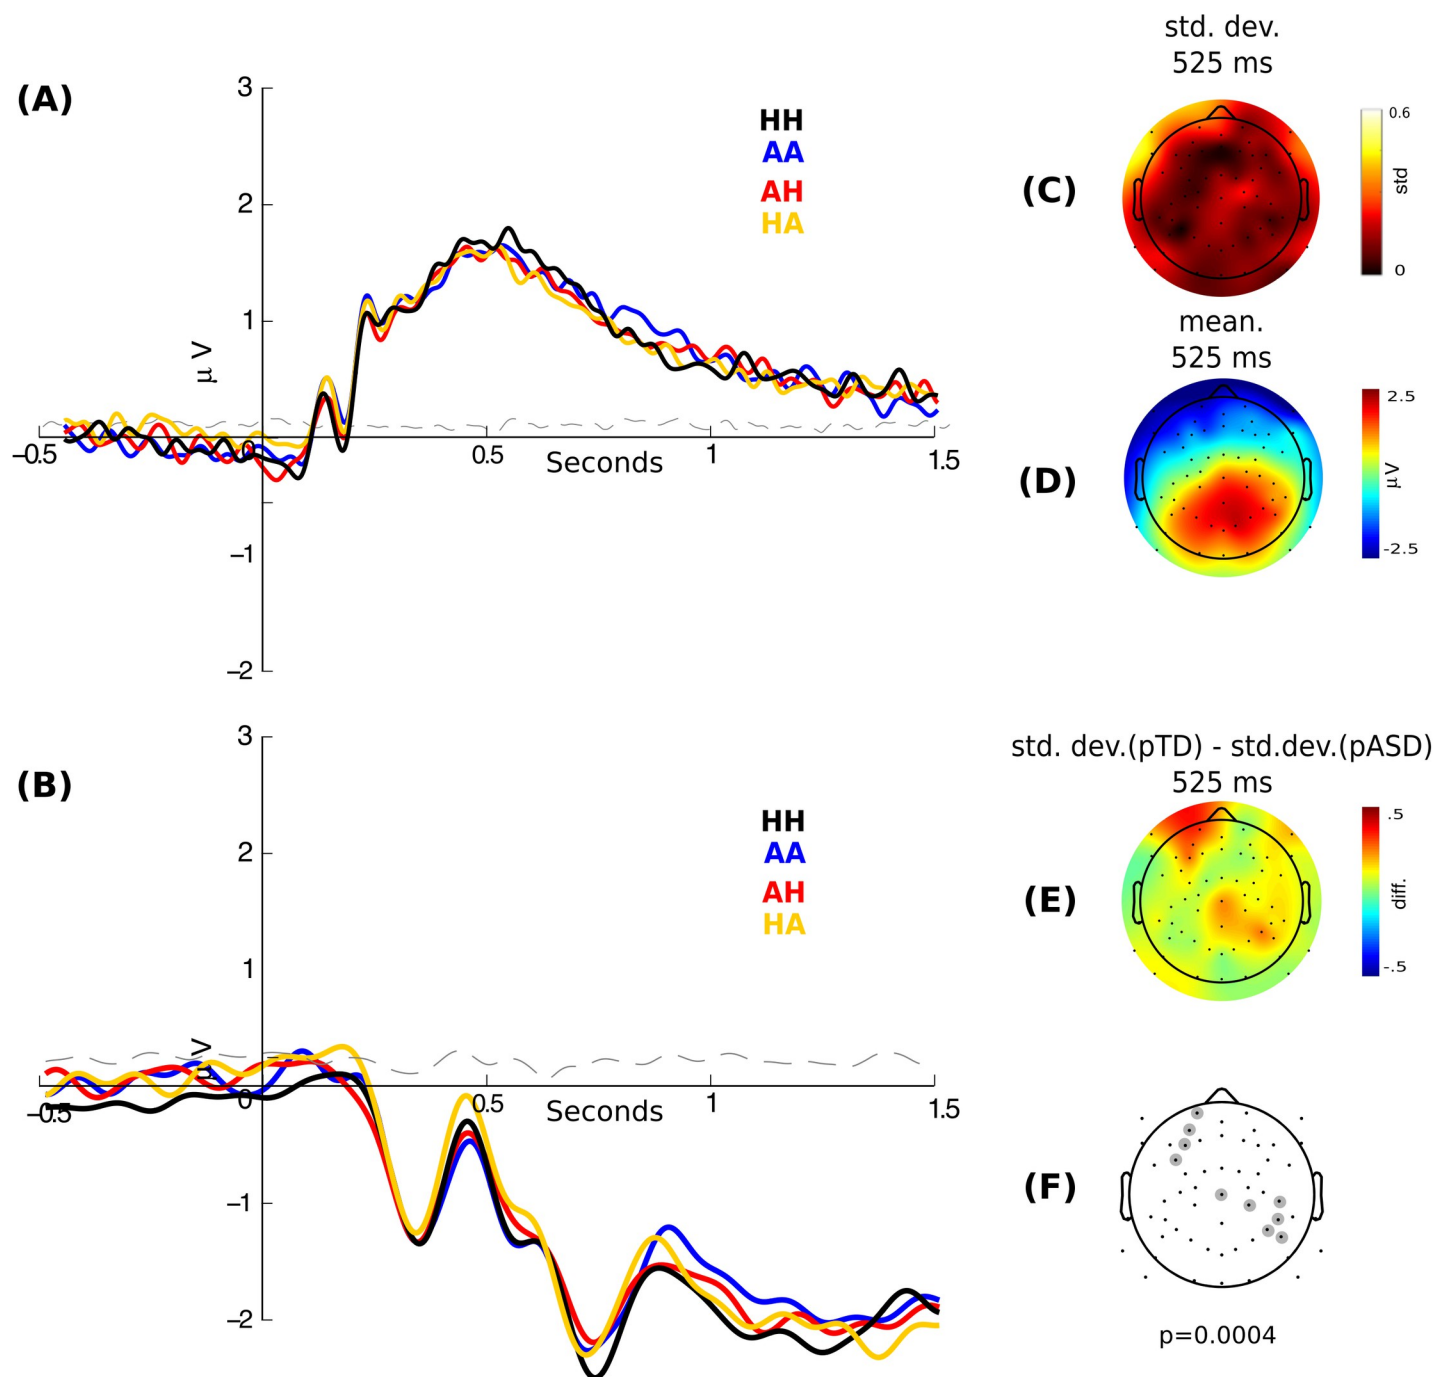 (A)
3
2
1
0
−1
−2
μ V
−0.5
0.5
Seconds
1
1.5
HH
AA
AH
HA
std. dev.
525 ms
(C)
0.6
std
0
mean.
525 ms
(D)
2.5
μV
-2.5
(B)
3
2
1
0
−1
−2
μ V
−0.5
0.5
Seconds
1
1.5
HH
AA
AH
HA
std. dev.(pTD) - std.dev.(pASD)
525 ms
(E)
.5
diff.
-.5
(F)
p=0.0004